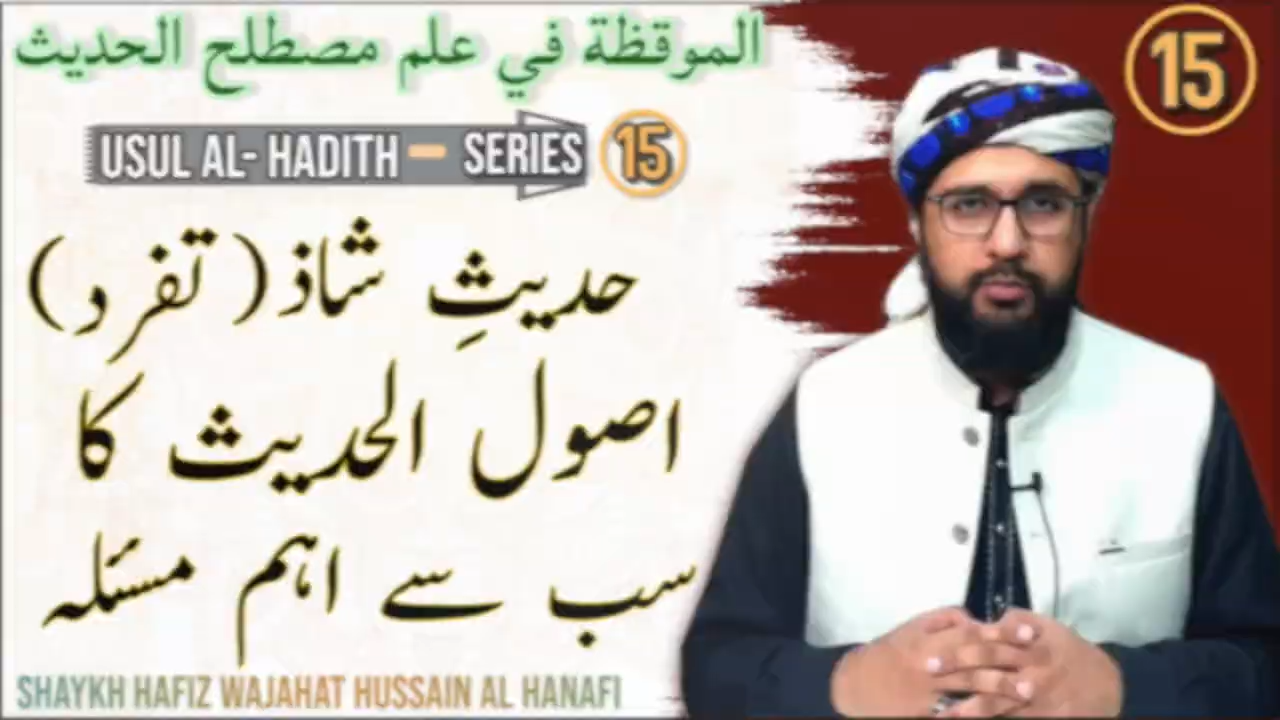 الموقظة في علم مصطلح الحديث
15
USUL AL- HADITH - SERIES 15
حدیثِ شاذ (تفرد)
اصول الحدیث کا
سب سے اہم مسئلہ
SHAYKH HAFIZ WAJAHAT HUSSAIN AL HANAFI